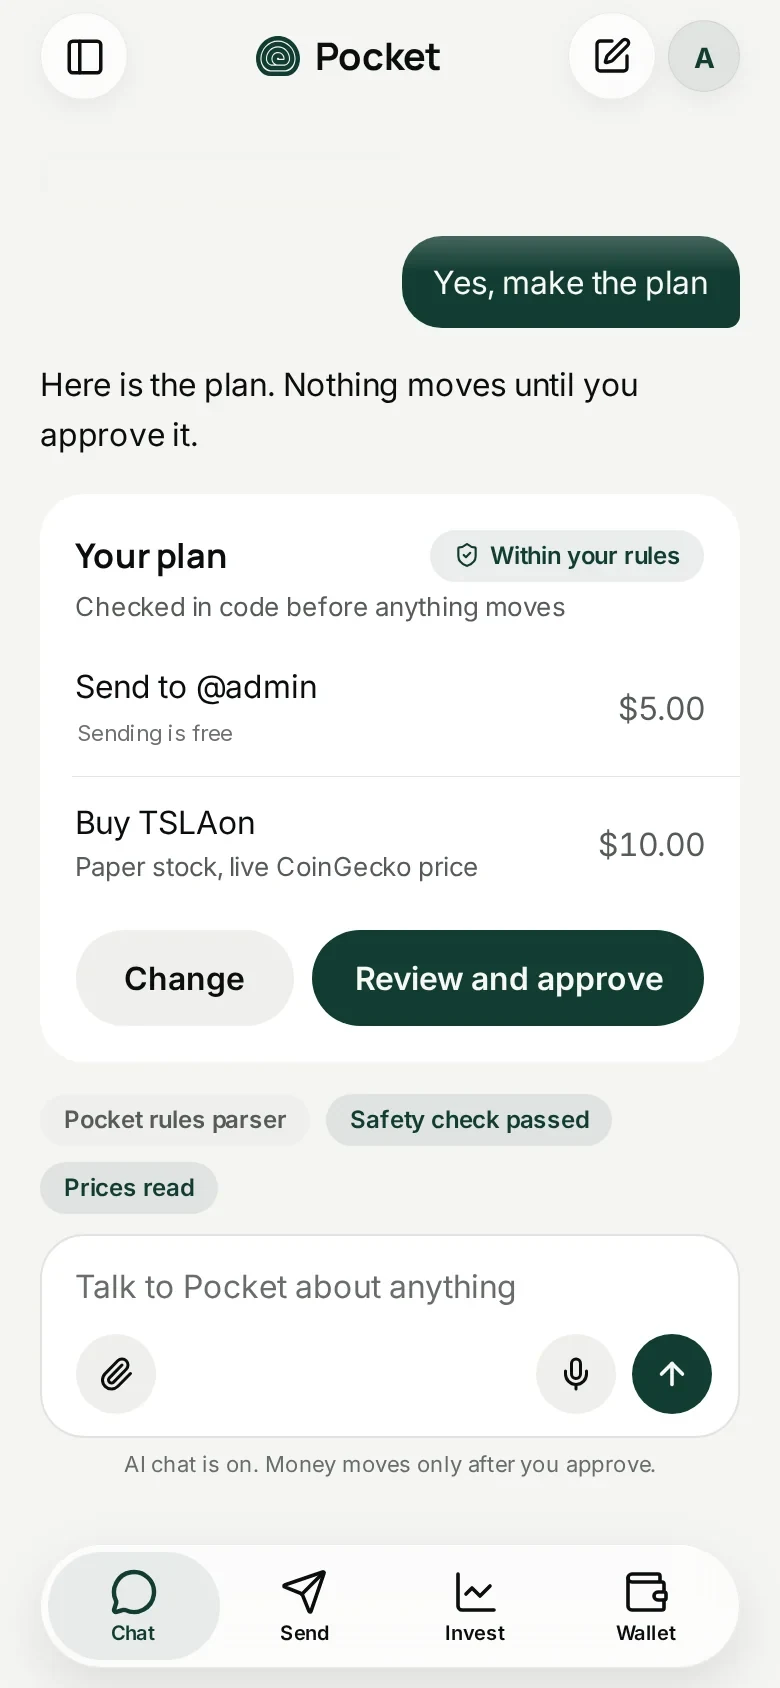 Pocket
A
Yes, make the plan
Here is the plan. Nothing moves until you
approve it.
Your plan
Within your rules
Checked in code before anything moves
Send to @admin
$5.00
Sending is free
Buy TSLAon
$10.00
Paper stock, live CoinGecko price
Change
Review and approve
Pocket rules parser
Safety check passed
Prices read
Talk to Pocket about anything
AI chat is on. Money moves only after you approve.
Chat
Send
Invest
Wallet